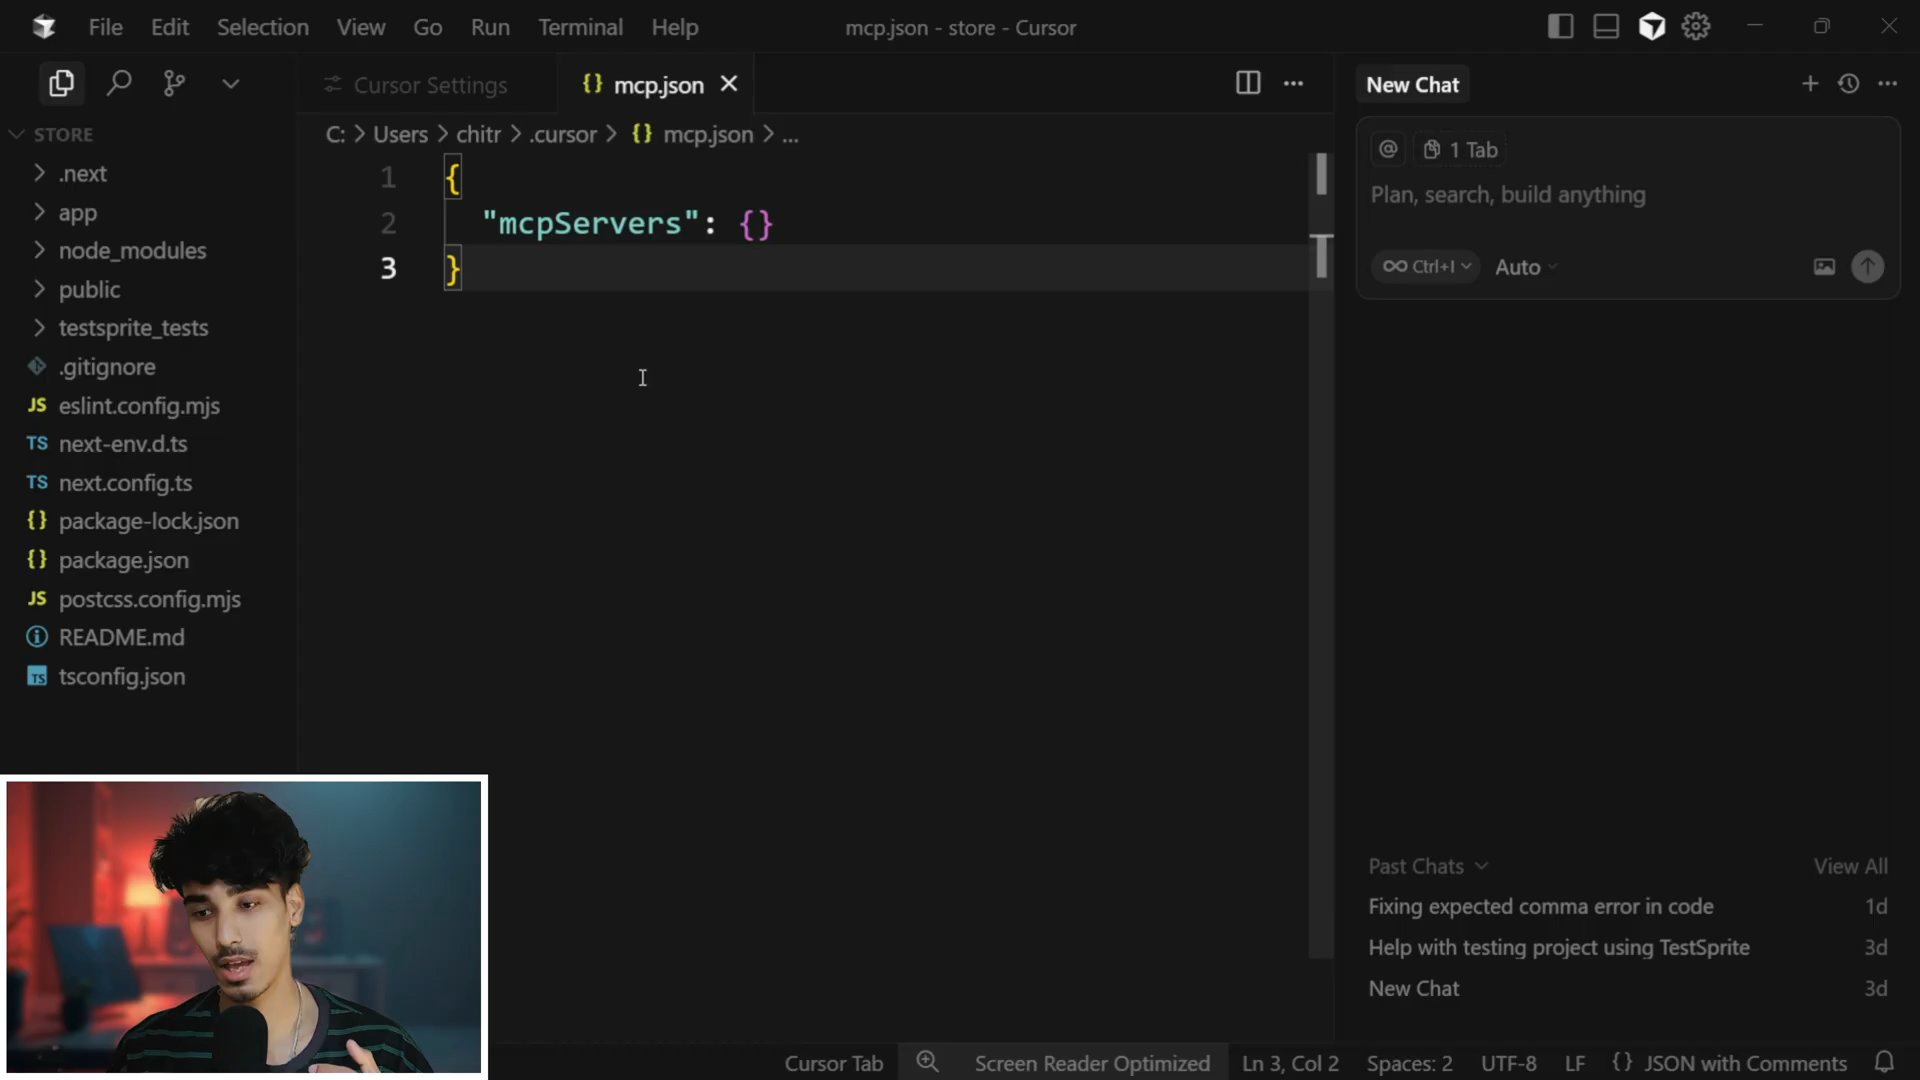 File Edit Selection View Go Run Terminal Help
mcp.json - store - Cursor
Cursor Settings
{} mcp.json
New Chat
STORE
C: > Users > chitr > .cursor > {} mcp.json > ...
@ 1 Tab
Plan, search, build anything
∞ Ctrl+I Auto
1 {
2 "mcpServers": {}
3 }
.next
app
node_modules
public
testsprite_tests
.gitignore
JS eslint.config.mjs
TS next-env.d.ts
TS next.config.ts
{} package-lock.json
{} package.json
JS postcss.config.mjs
README.md
TS tsconfig.json
Past Chats View All
Fixing expected comma error in code 1d
Help with testing project using TestSprite 3d
New Chat 3d
Cursor Tab Screen Reader Optimized Ln 3, Col 2 Spaces: 2 UTF-8 LF {} JSON with Comments